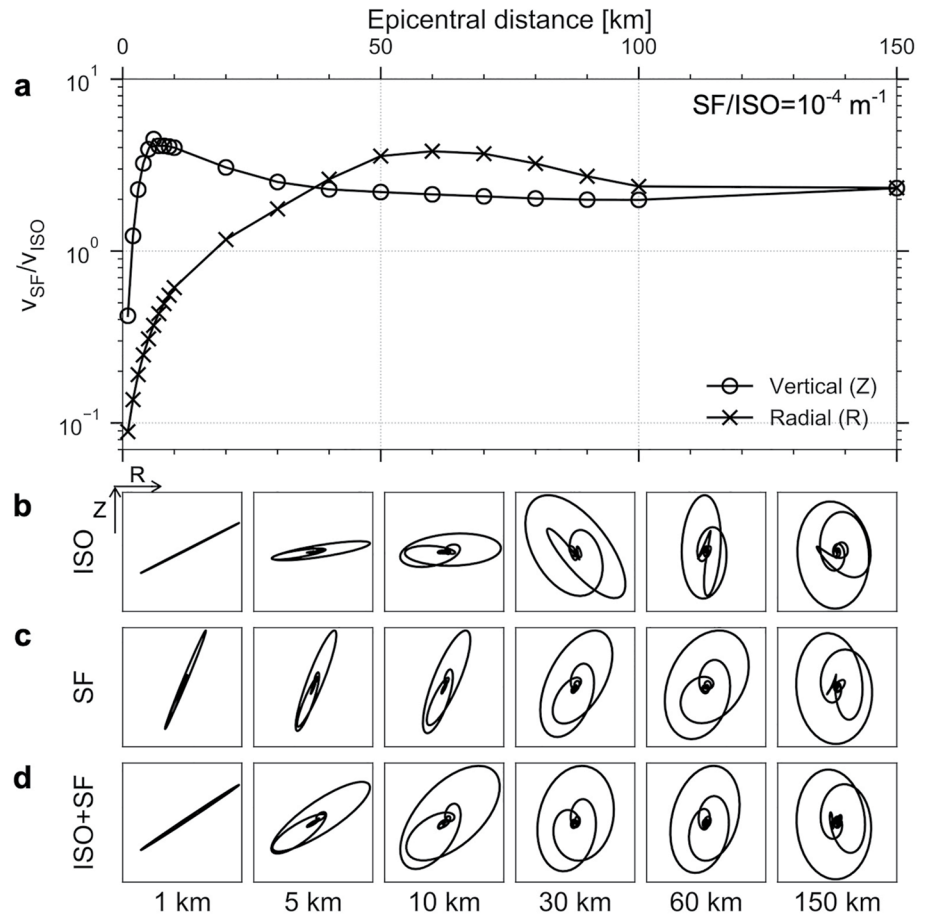 Epicentral distance [km]
0 50 100 150
a
SF/ISO=10⁻⁴ m⁻¹
10¹
10⁰
10⁻¹
v_SF/v_ISO
Vertical (Z)
Radial (R)
R
Z
b
ISO
c
SF
d
ISO+SF
1 km 5 km 10 km 30 km 60 km 150 km